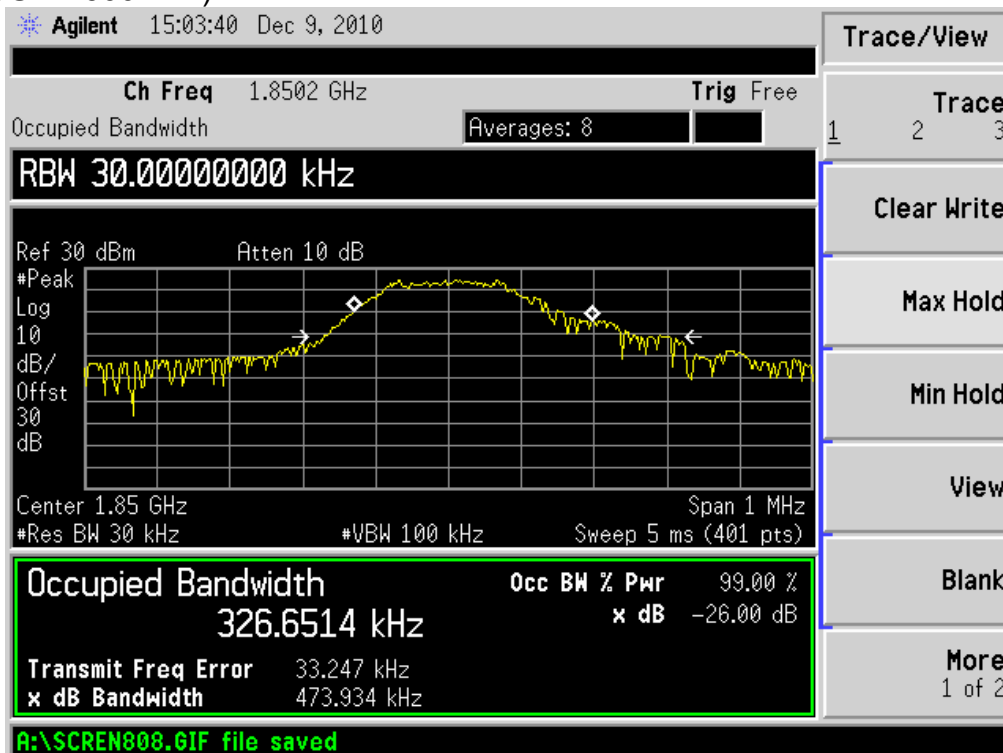 Agilent 15:03:40 Dec 9, 2010
Trace/View
Ch Freq 1.8502 GHz Trig Free
Occupied Bandwidth Averages: 8
Trace
1 2 3
RBW 30.00000000 kHz
Clear Write
Ref 30 dBm Atten 10 dB
#Peak
Log
10
dB/
Offst
30
dB
Max Hold
Min Hold
View
Center 1.85 GHz Span 1 MHz
#Res BW 30 kHz #VBW 100 kHz Sweep 5 ms (401 pts)
Occupied Bandwidth Occ BW % Pwr 99.00 %
326.6514 kHz x dB -26.00 dB
Blank
Transmit Freq Error 33.247 kHz
x dB Bandwidth 473.934 kHz
More
1 of 2
A:\SCREN808.GIF file saved